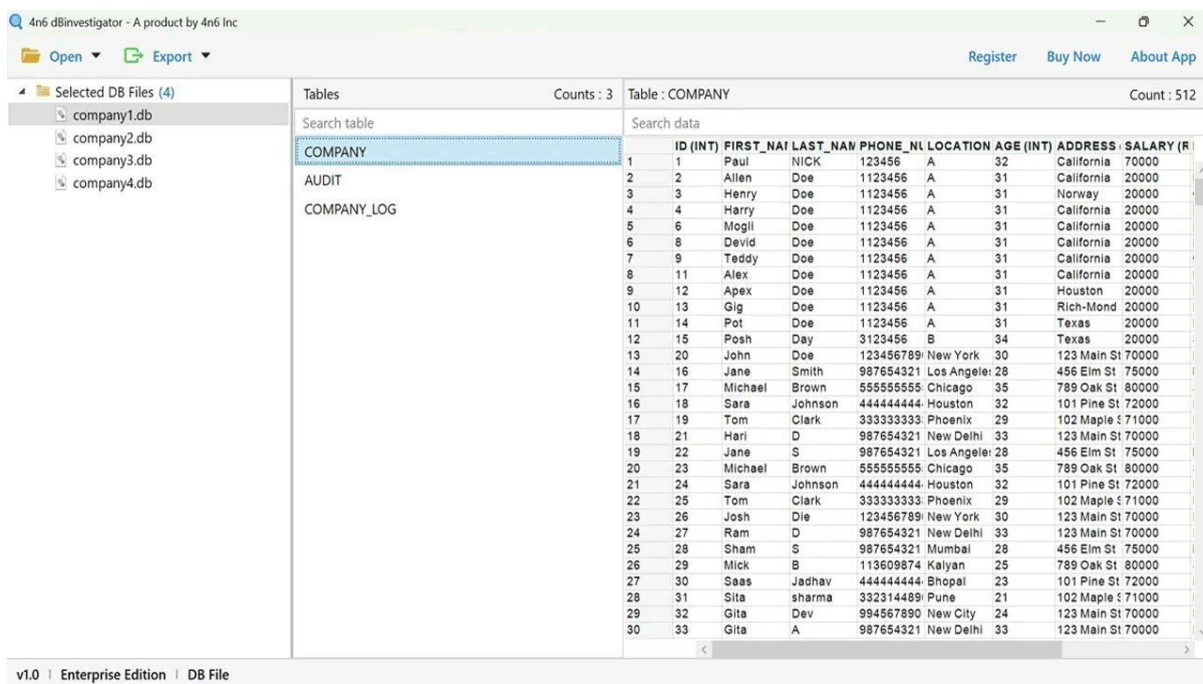 4n6 dBinvestigator - A product by 4n6 Inc
Open Export Register Buy Now About App
Selected DB Files (4)
company1.db
company2.db
company3.db
company4.db
Tables Counts : 3
Search table
COMPANY
AUDIT
COMPANY_LOG
Table : COMPANY Count : 512
Search data
ID (INT) FIRST_NAI LAST_NAM PHONE_NU LOCATION AGE (INT) ADDRESS SALARY (R
1 1 Paul NICK 123456 A 32 California 70000
2 2 Allen Doe 1123456 A 31 California 20000
3 3 Henry Doe 1123456 A 31 Norway 20000
4 4 Harry Doe 1123456 A 31 California 20000
5 6 Mogli Doe 1123456 A 31 California 20000
6 8 Devid Doe 1123456 A 31 California 20000
7 9 Teddy Doe 1123456 A 31 California 20000
8 11 Alex Doe 1123456 A 31 California 20000
9 12 Apex Doe 1123456 A 31 Houston 20000
10 13 Gig Doe 1123456 A 31 Rich-Mond 20000
11 14 Pot Doe 1123456 A 31 Texas 20000
12 15 Posh Day 3123456 B 34 Texas 20000
13 20 John Doe 123456789 New York 30 123 Main St 70000
14 16 Jane Smith 987654321 Los Angele 28 456 Elm St 75000
15 17 Michael Brown 555555555 Chicago 35 789 Oak St 80000
16 18 Sara Johnson 444444444 Houston 32 101 Pine St 72000
17 19 Tom Clark 333333333 Phoenix 29 102 Maple S 71000
18 21 Hari D 987654321 New Delhi 33 123 Main St 70000
19 22 Jane S 987654321 Los Angele 28 456 Elm St 75000
20 23 Michael Brown 555555555 Chicago 35 789 Oak St 80000
21 24 Sara Johnson 444444444 Houston 32 101 Pine St 72000
22 25 Tom Clark 333333333 Phoenix 29 102 Maple S 71000
23 26 Josh Die 123456789 New York 30 123 Main St 70000
24 27 Ram D 987654321 New Delhi 33 123 Main St 70000
25 28 Sham S 987654321 Mumbai 28 456 Elm St 75000
26 29 Mick B 113609874 Kalyan 25 789 Oak St 80000
27 30 Saas Jadhav 444444444 Bhopal 23 101 Pine St 72000
28 31 Sita sharma 332314489 Pune 21 102 Maple S 71000
29 32 Gita Dev 994567890 New City 24 123 Main St 70000
30 33 Gita A 987654321 New Delhi 33 123 Main St 70000
v1.0 | Enterprise Edition | DB File